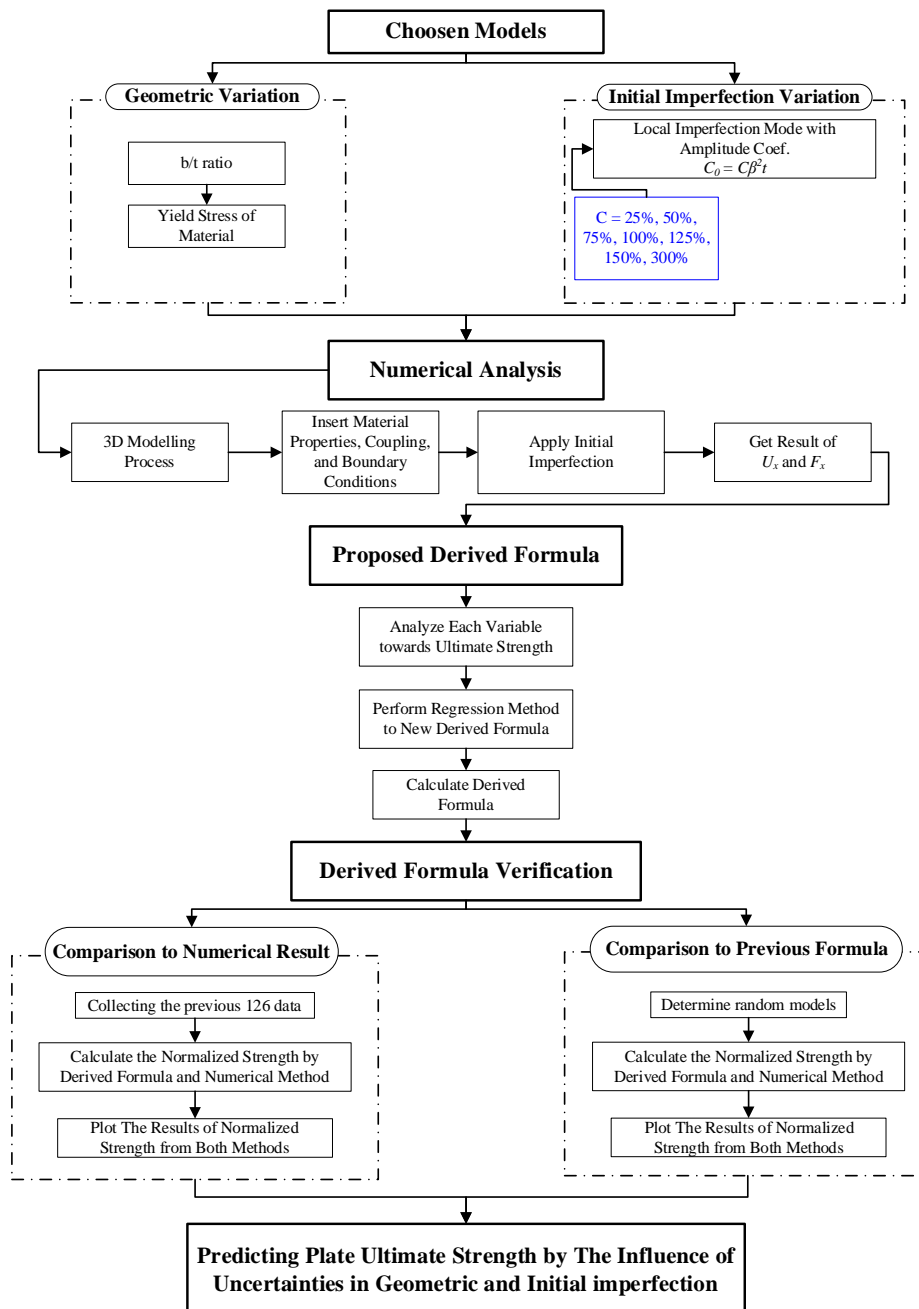 Choosen Models
Geometric Variation
b/t ratio
Yield Stress of
Material
Initial Imperfection Variation
Local Imperfection Mode with
Amplitude Coef.
C₀ = Cβ²t
C = 25%, 50%,
75%, 100%, 125%,
150%, 300%
Numerical Analysis
3D Modelling
Process
Insert Material
Properties, Coupling,
and Boundary
Conditions
Apply Initial
Imperfection
Get Result of
Uₓ and Fₓ
Proposed Derived Formula
Analyze Each Variable
towards Ultimate Strength
Perform Regression Method
to New Derived Formula
Calculate Derived
Formula
Derived Formula Verification
Comparison to Numerical Result
Collecting the previous 126 data
Calculate the Normalized Strength by
Derived Formula and Numerical Method
Plot The Results of Normalized
Strength from Both Methods
Comparison to Previous Formula
Determine random models
Calculate the Normalized Strength by
Derived Formula and Numerical Method
Plot The Results of Normalized
Strength from Both Methods
Predicting Plate Ultimate Strength by The Influence of
Uncertainties in Geometric and Initial imperfection